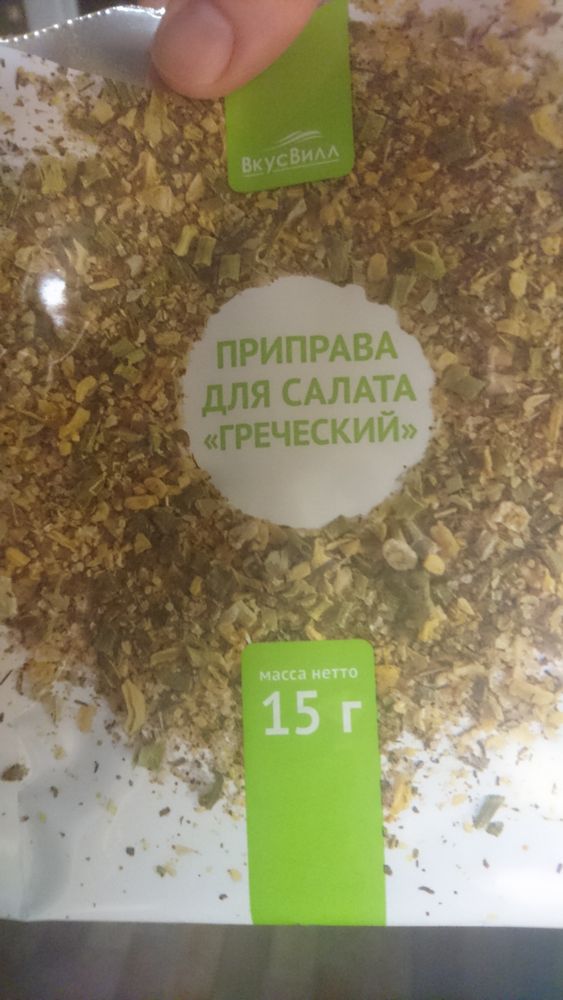 ВкусВилл
ПРИПРАВА
ДЛЯ САЛАТА
«ГРЕЧЕСКИЙ»
масса нетто
15 г